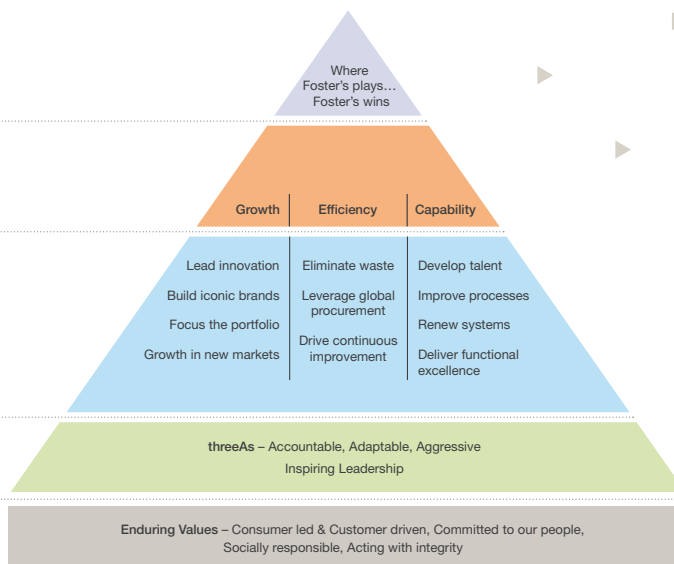 Where
Foster’s plays…
Foster’s wins
Growth
Efficiency
Capability
Lead innovation
Build iconic brands
Focus the portfolio
Growth in new markets
Eliminate waste
Leverage global
procurement
Drive continuous
improvement
Develop talent
Improve processes
Renew systems
Deliver functional
excellence
threeAs – Accountable, Adaptable, Aggressive
Inspiring Leadership
Enduring Values – Consumer led & Customer driven, Committed to our people,
Socially responsible, Acting with integrity